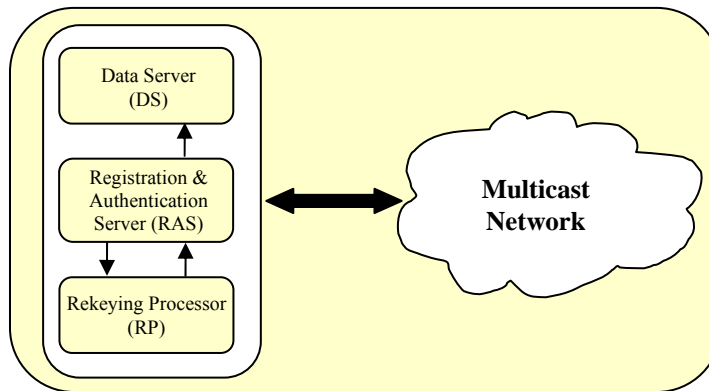 Data Server
(DS)
Registration &
Authentication
Server (RAS)
Rekeying Processor
(RP)
Multicast
Network